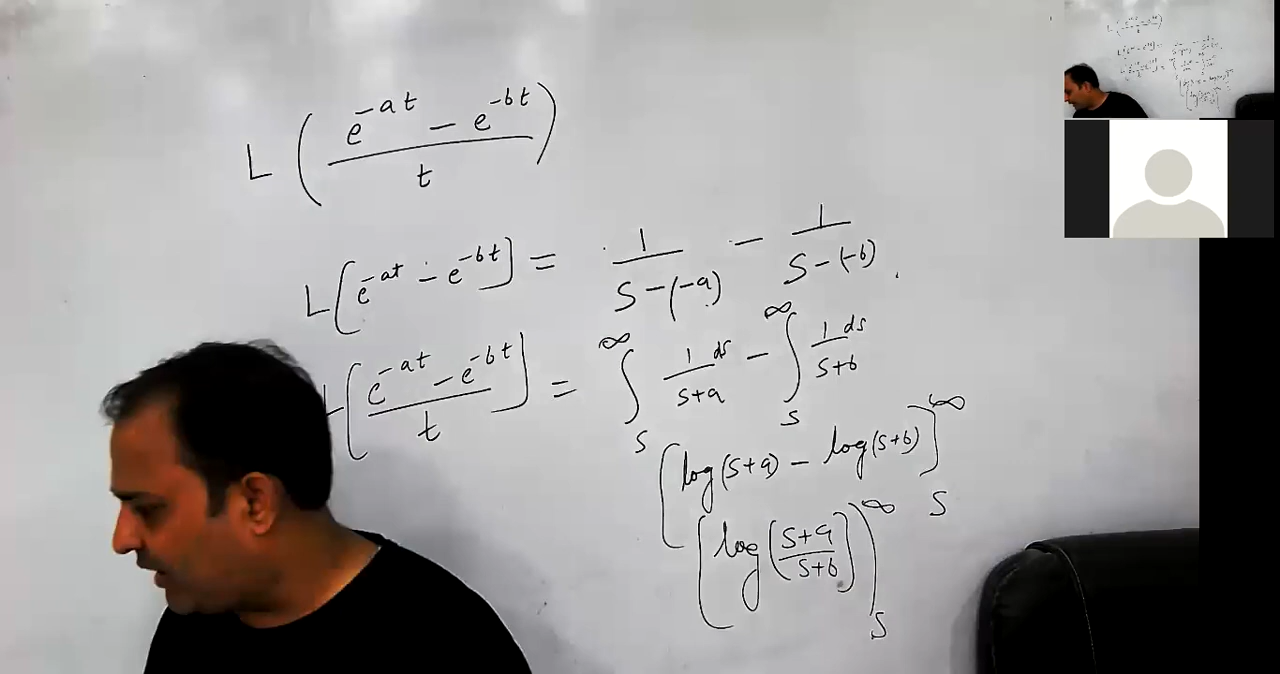 L ( (e^{-at} - e^{-bt}) / t )
L [e^{-at} - e^{-bt}] = 1 / (S-(-a)) - 1 / (S-(-b)) .
L [ (e^{-at} - e^{-bt}) / t ] = ∫_S^∞ 1/(S+a) ds - ∫_S^∞ 1/(S+b) ds
[ log(S+a) - log(S+b) ]_S^∞
[ log( (S+a) / (S+b) ) ]_S^∞